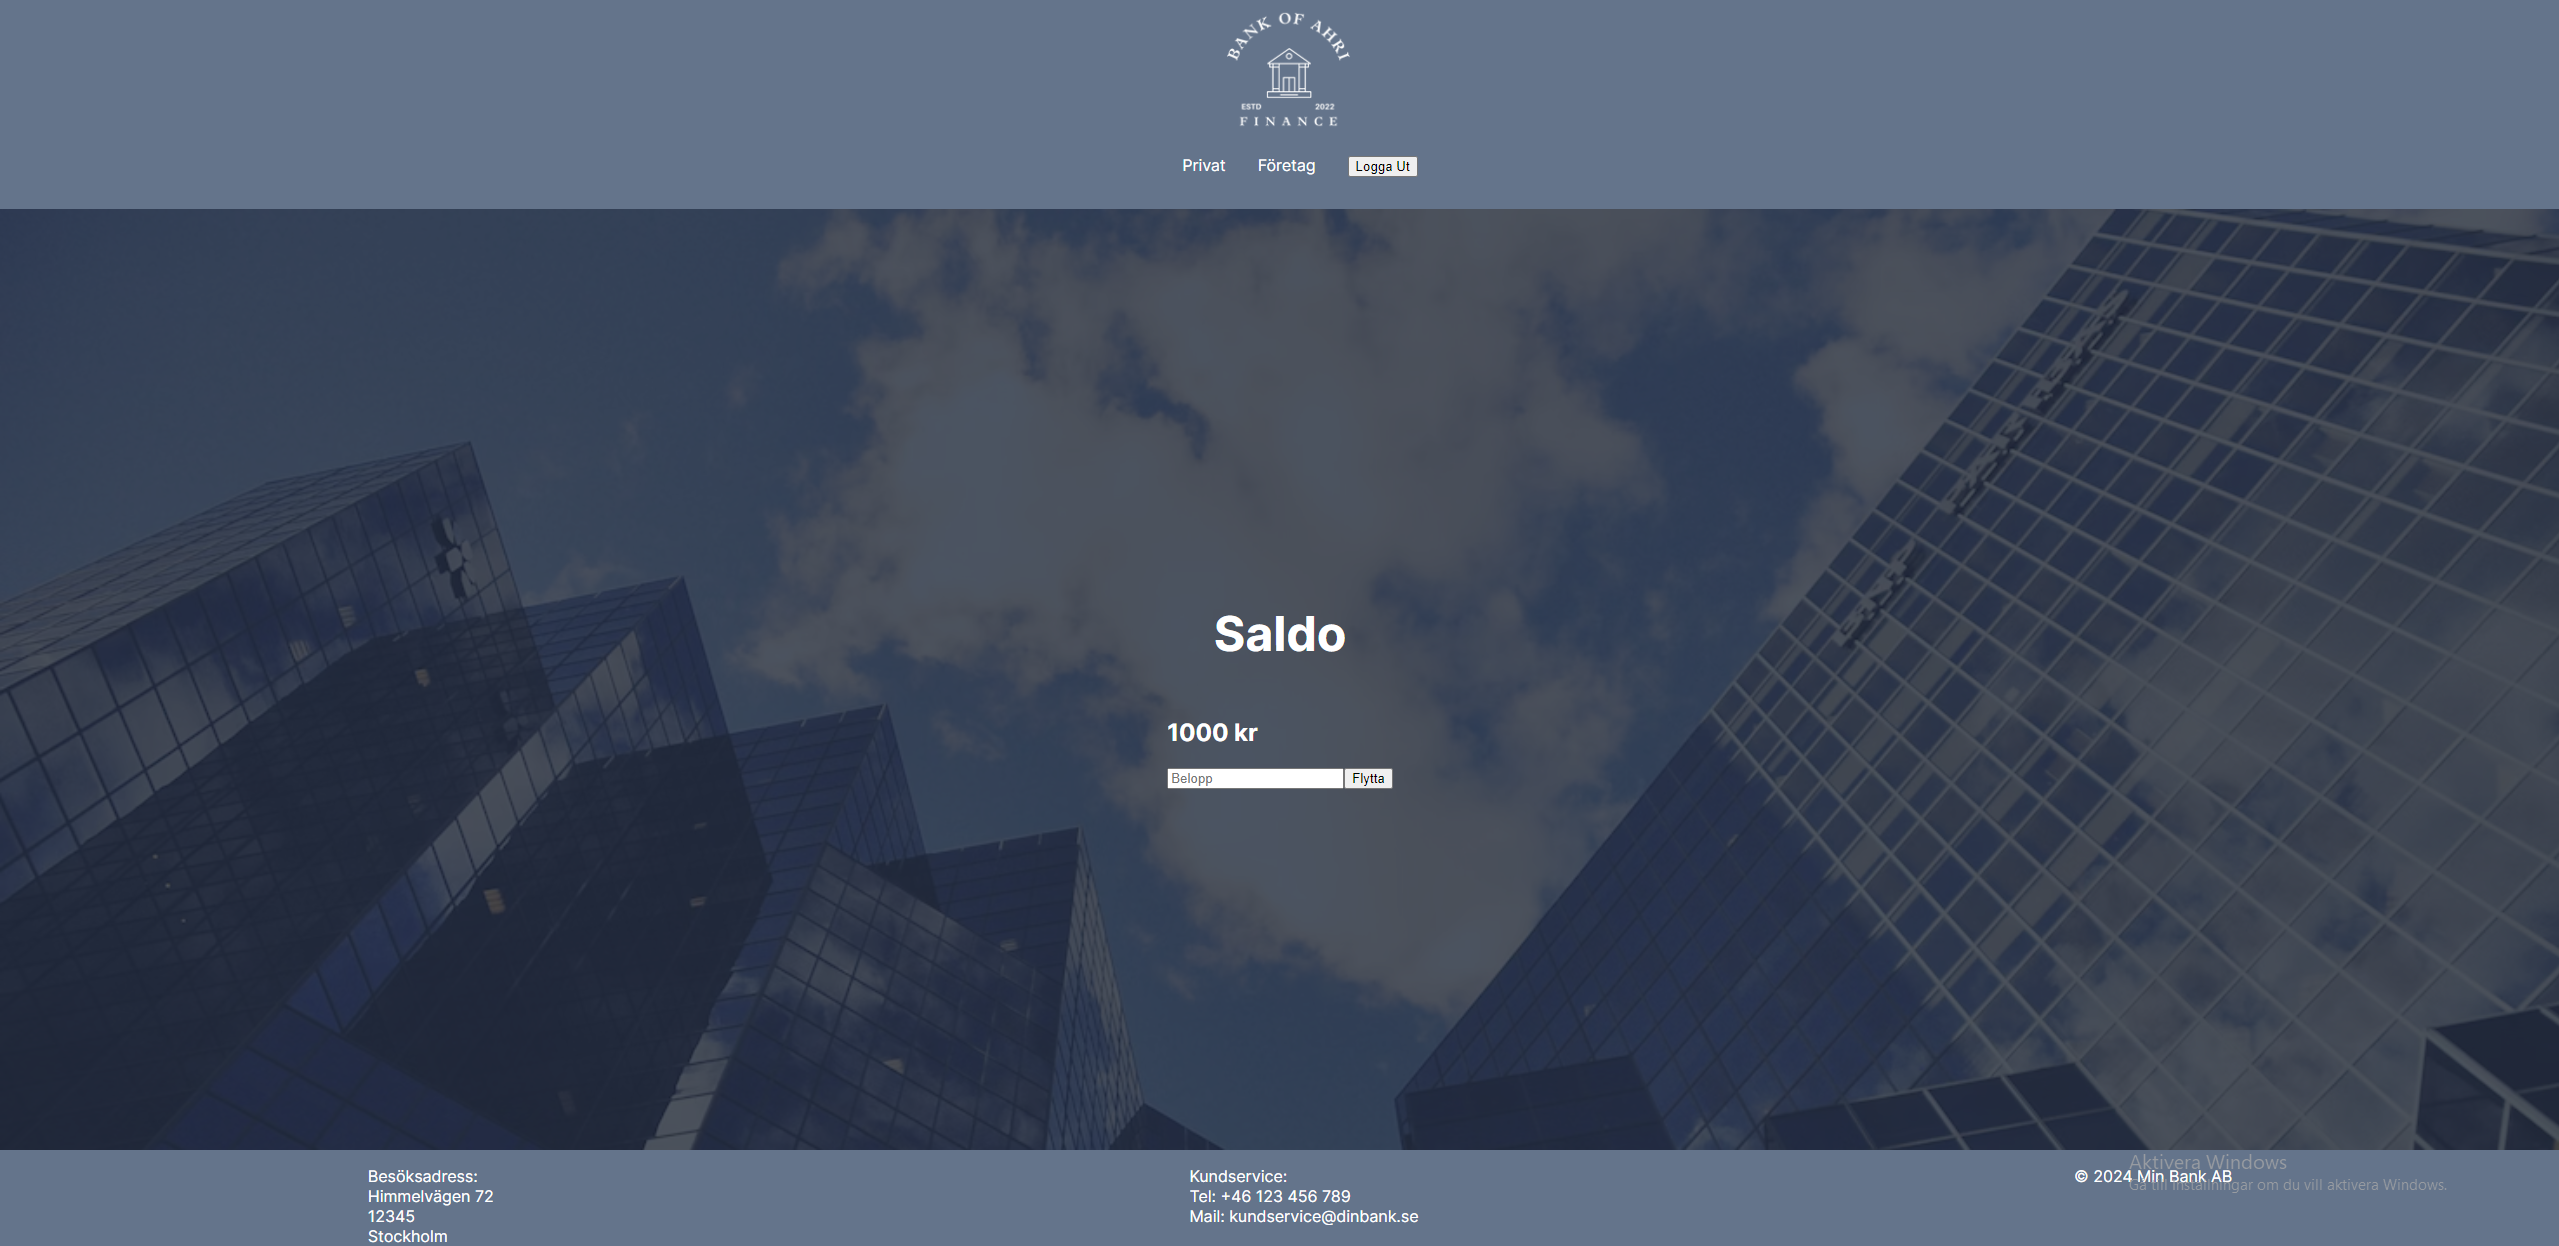 BANK OF AHRI
ESTD 2022
FINANCE
Privat Företag Logga Ut
Saldo
1000 kr
Belopp Flytta
Besöksadress:
Himmelvägen 72
12345
Stockholm
Kundservice:
Tel: +46 123 456 789
Mail: kundservice@dinbank.se
© 2024 Min Bank AB
Aktivera Windows
Gå till Inställningar om du vill aktivera Windows.